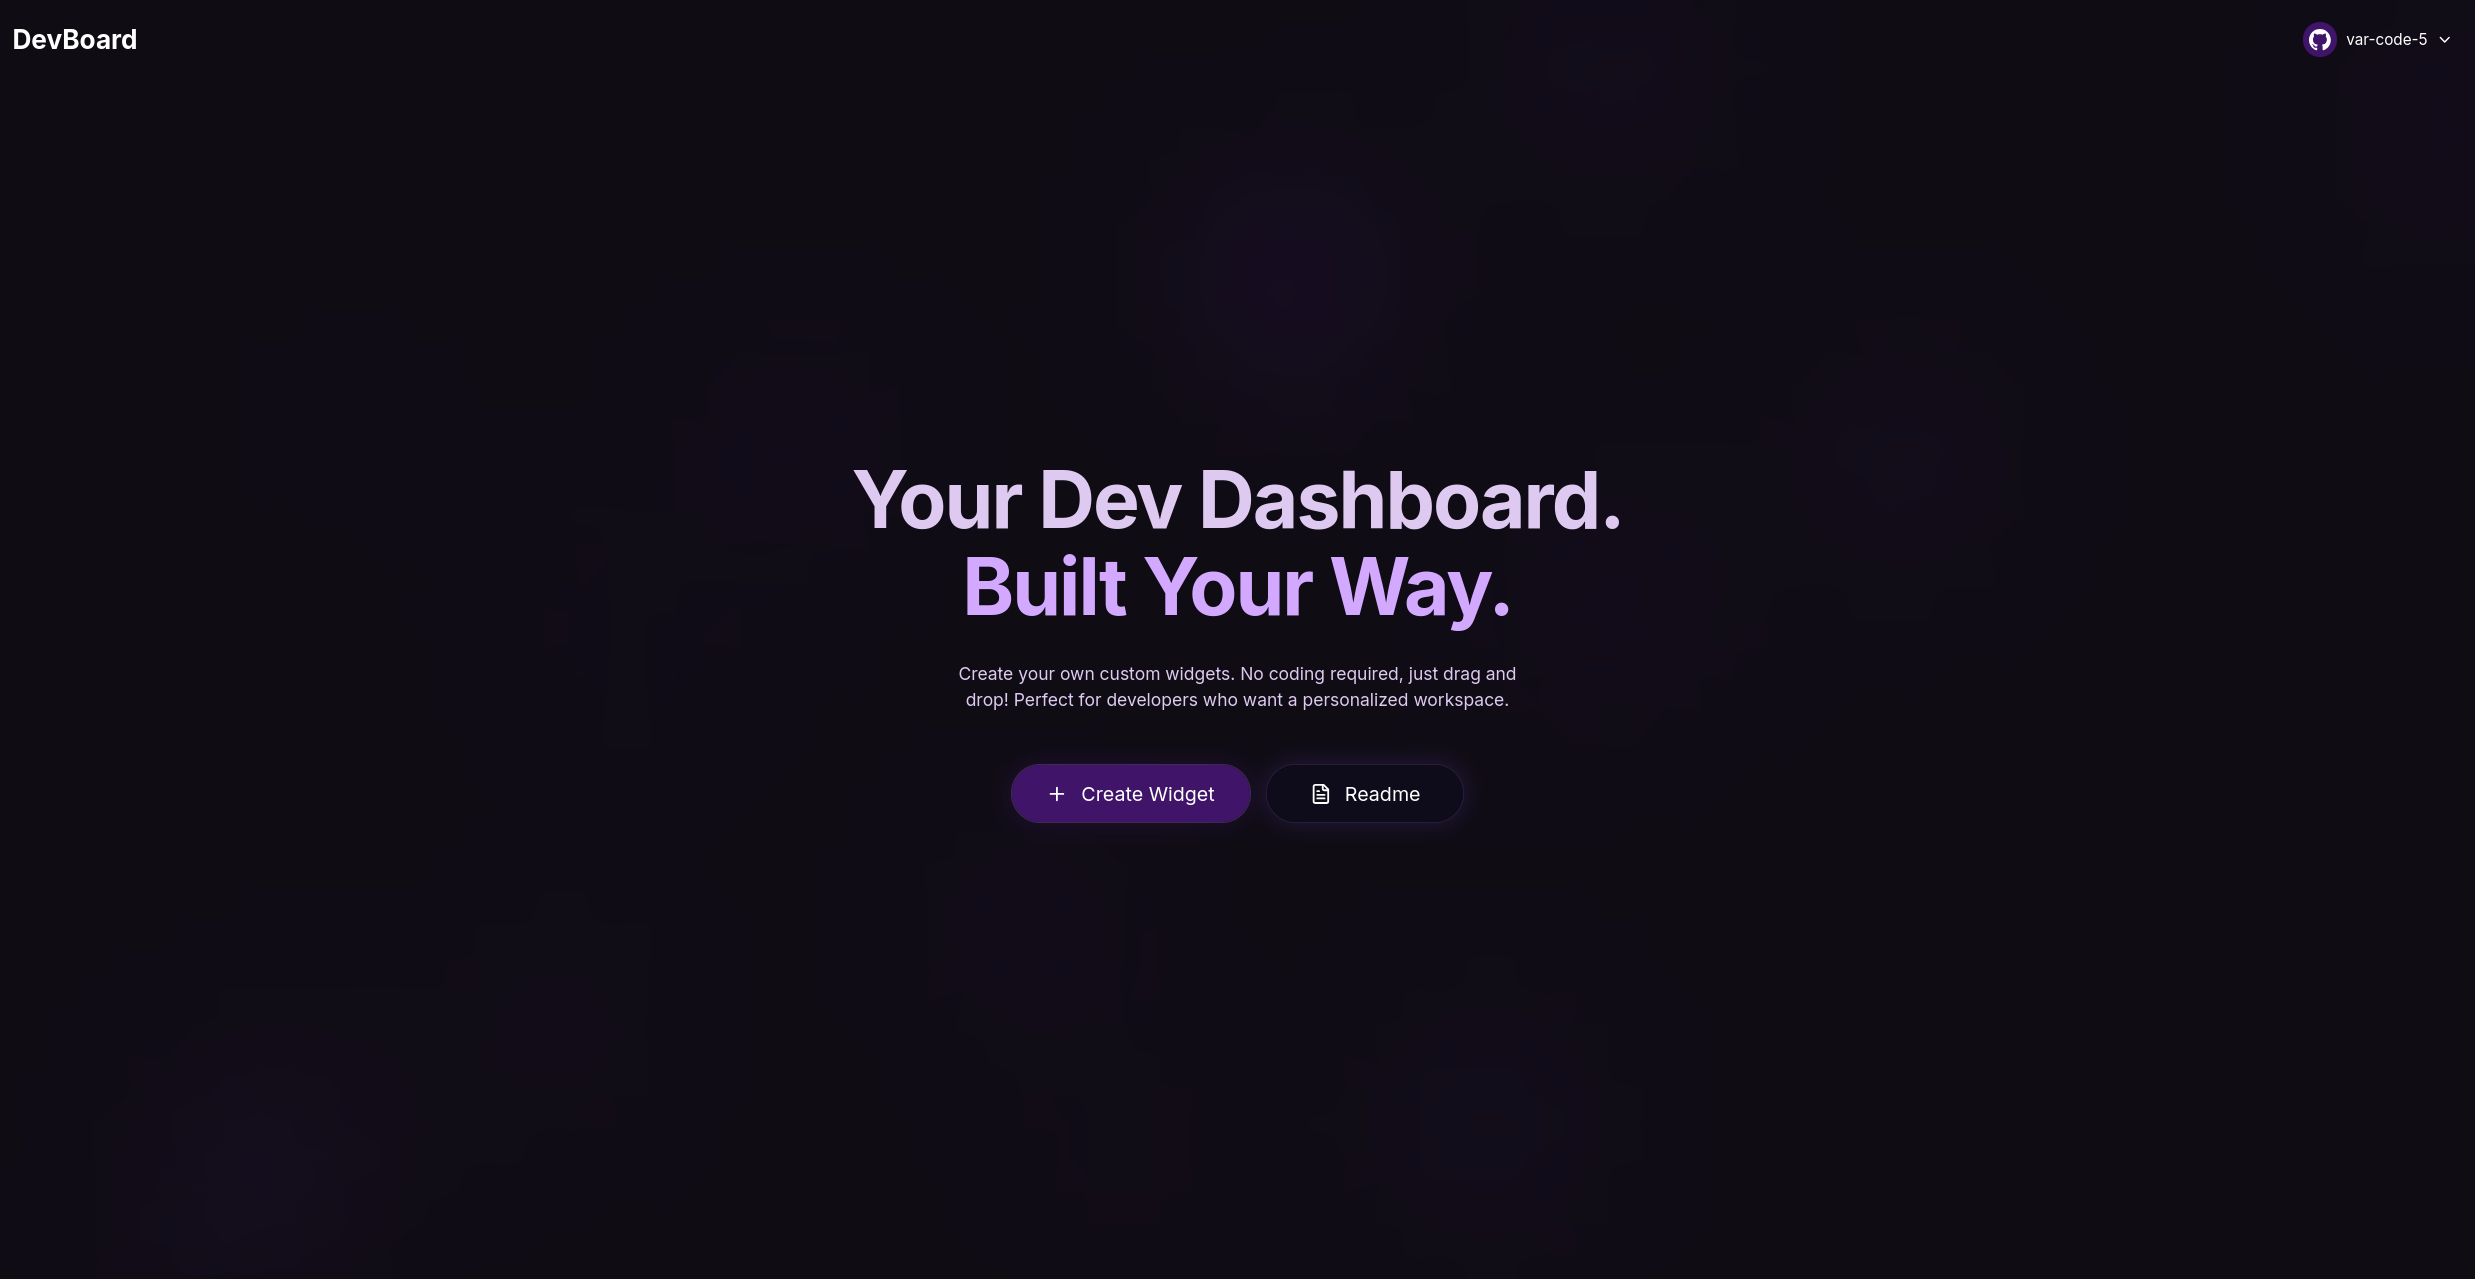 DevBoard
var-code-5
Your Dev Dashboard.
Built Your Way.
Create your own custom widgets. No coding required, just drag and
drop! Perfect for developers who want a personalized workspace.
Create Widget
Readme